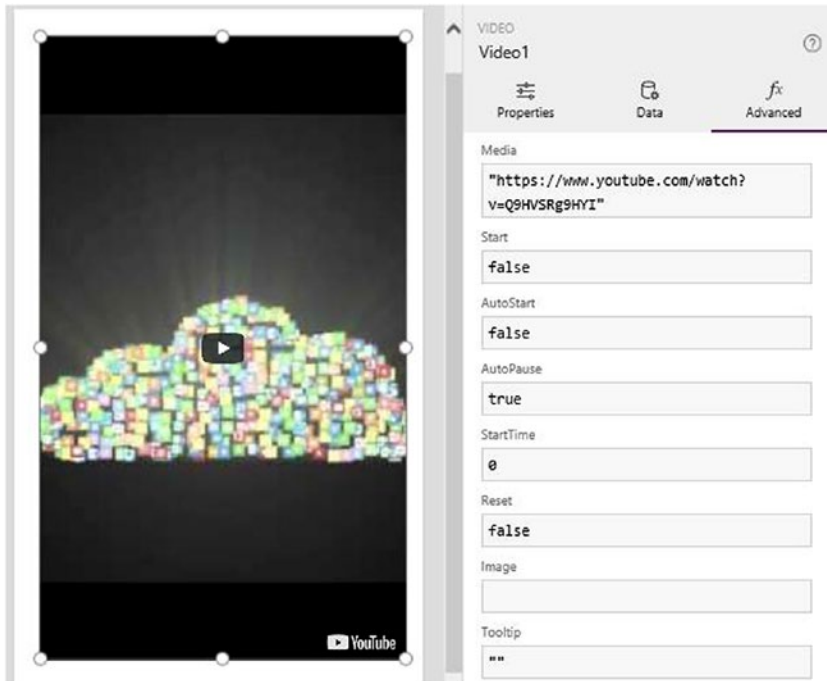 VIDEO
Video1
Properties
Data
fx
Advanced
Media
"https://www.youtube.com/watch?
v=Q9HVSRg9HYI"
Start
false
AutoStart
false
AutoPause
true
StartTime
0
Reset
false
Image
Tooltip
""
YouTube